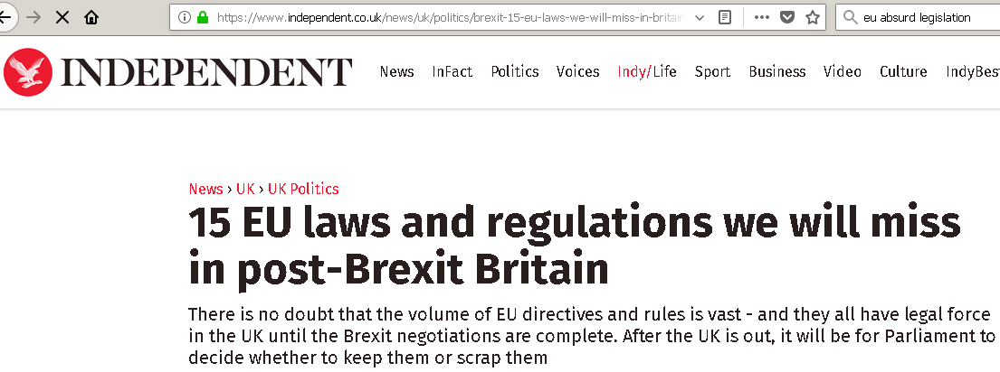 https://www.independent.co.uk/news/uk/politics/brexit-15-eu-laws-we-will-miss-in-britain
eu absurd legislation
INDEPENDENT
News InFact Politics Voices Indy/Life Sport Business Video Culture IndyBest
News › UK › UK Politics
15 EU laws and regulations we will miss
in post-Brexit Britain
There is no doubt that the volume of EU directives and rules is vast - and they all have legal force
in the UK until the Brexit negotiations are complete. After the UK is out, it will be for Parliament to
decide whether to keep them or scrap them